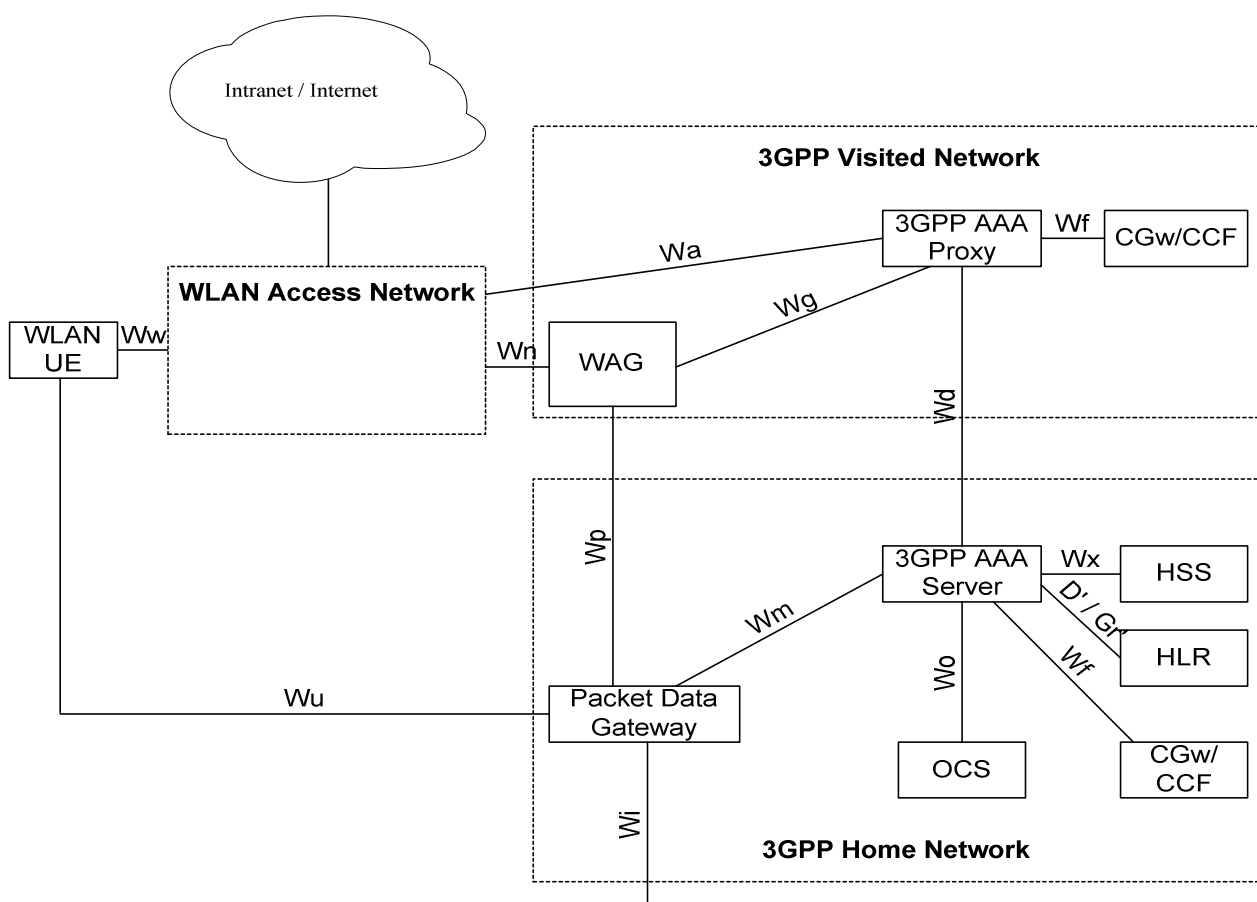 Intranet / Internet
3GPP Visited Network
3GPP AAA
Proxy
Wf
CGw/CCF
Wa
WLAN Access Network
Wg
WLAN
UE
Ww
Wn
WAG
Wd
Wp
3GPP AAA
Server
Wx
HSS
D' / Gr'
HLR
Wm
Wo
Wf
Wu
Packet Data
Gateway
OCS
CGw/
CCF
Wi
3GPP Home Network